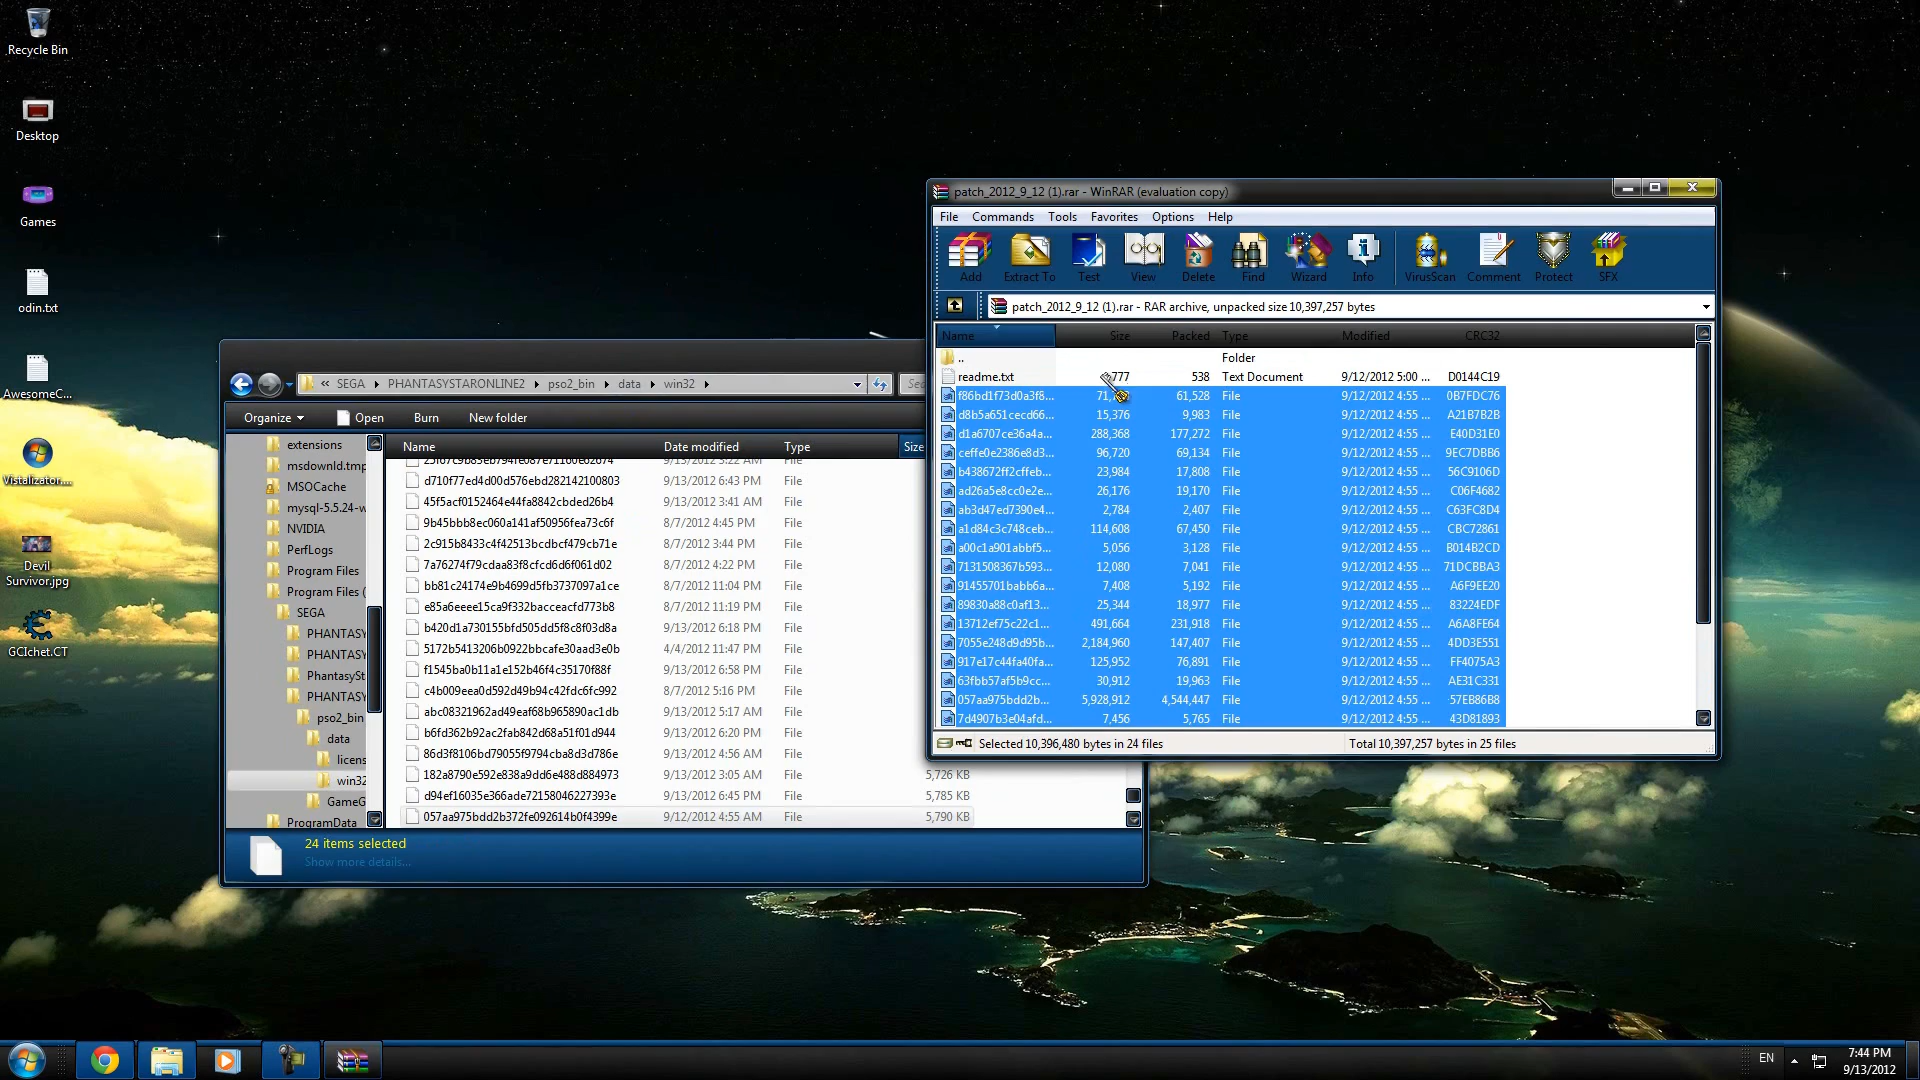 Recycle Bin
Desktop
Games
odin.txt
AwesomeC...
Vistalizator....
Devil
Survivor.jpg
GCIchet.CT
SEGA PHANTASYSTARONLINE2 pso2_bin data win32
Organize Open Burn New folder
extensions
msdownld.tmp
MSOCache
mysql-5.5.24-w
NVIDIA
PerfLogs
Program Files
Program Files (
SEGA
PHANTASY
PHANTASY
PhantasySt
PHANTASY
pso2_bin
data
licens
win32
GameG
ProgramData
Name Date modified Type Size
9/13/2012 3:22 AM File
d710f77ed4d00d576ebd282142100803 9/13/2012 6:43 PM File
45f5acf0152464e44fa8842cbded26b4 9/13/2012 3:41 AM File
9b45bbb8ec060a141af50956fea73c6f 8/7/2012 4:45 PM File
2c915b8433c4f42513bcdbcf479cb71e 8/7/2012 3:44 PM File
7a76274f79cdaa83f8cfcd6d6f061d02 8/7/2012 4:22 PM File
bb81c24174e9b4699d5fb3737097a1ce 8/7/2012 11:04 PM File
e85a6eeee15ca9f332bacceacfd773b8 8/7/2012 11:19 PM File
b420d1a730155bfd505dd5f8c8f03d8a 9/13/2012 6:18 PM File
5172b5413206b0922bbcafe30aad3e0b 4/4/2012 11:47 PM File
f1545ba0b11a1e152b46f4c35170f88f 9/13/2012 6:58 PM File
c4b009eea0d592d49b94c42fdc6fc992 8/7/2012 5:16 PM File
abc08321962ad49eaf68b965890ac1db 9/13/2012 5:17 AM File
b6fd362b92ac2fab842d68a51f01d944 9/13/2012 6:20 PM File
86d3f8106bd79055f9794cba8d3d786e 9/13/2012 4:56 AM File
182a8790e592e838a9dd6e488d884973 9/13/2012 3:05 AM File 5,726 KB
d94ef16035e366ade72158046227393e 9/13/2012 6:45 PM File 5,785 KB
057aa975bdd2b372fe092614b0f4399e 9/12/2012 4:55 AM File 5,790 KB
24 items selected
Show more details...
patch_2012_9_12 (1).rar - WinRAR (evaluation copy)
File Commands Tools Favorites Options Help
Add Extract To Test View Delete Find Wizard Info VirusScan Comment Protect SFX
patch_2012_9_12 (1).rar - RAR archive, unpacked size 10,397,257 bytes
Name Size Packed Type Modified CRC32
.. Folder
readme.txt 777 538 Text Document 9/12/2012 5:00 ... D0144C19
f86bd1f73d0a3f8... 61,528 File 9/12/2012 4:55 ... 0B7FDC76
d8b5a651cecd66... 15,376 9,983 File 9/12/2012 4:55 ... A21B7B2B
d1a6707ce36a4a... 288,368 177,272 File 9/12/2012 4:55 ... E40D31E0
ceffe0e2386e8d3... 96,720 69,134 File 9/12/2012 4:55 ... 9EC7DBB6
b438672ff2cffeb... 23,984 17,808 File 9/12/2012 4:55 ... 56C9106D
ad26a5e8cc0e2e... 26,176 19,170 File 9/12/2012 4:55 ... C06F4682
ab3d47ed7390e4... 2,784 2,407 File 9/12/2012 4:55 ... C63FC8D4
a1d84c3c748ceb... 114,608 67,450 File 9/12/2012 4:55 ... CBC72861
a00c1a901abbf5... 5,056 3,128 File 9/12/2012 4:55 ... B014B2CD
7131508367b593... 12,080 7,041 File 9/12/2012 4:55 ... 71DCBBA3
91455701babb6a... 7,408 5,192 File 9/12/2012 4:55 ... A6F9EE20
89830a88c0af13... 25,344 18,977 File 9/12/2012 4:55 ... 83224EDF
13712ef75c22c1... 491,664 231,918 File 9/12/2012 4:55 ... A6A8FE64
7055e248d9d95b... 2,184,960 147,407 File 9/12/2012 4:55 ... 4DD3E551
917e17c44fa40fa... 125,952 76,891 File 9/12/2012 4:55 ... FF4075A3
63fbb57af5b9cc... 30,912 19,963 File 9/12/2012 4:55 ... AE31C331
057aa975bdd2b... 5,928,912 4,544,447 File 9/12/2012 4:55 ... 57EB86B8
7d4907b3e04afd... 7,456 5,765 File 9/12/2012 4:55 ... 43D81893
Selected 10,396,480 bytes in 24 files Total 10,397,257 bytes in 25 files
EN
7:44 PM
9/13/2012